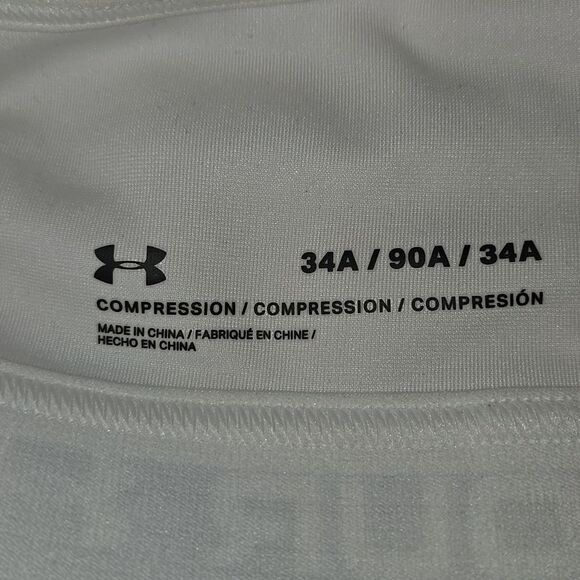 34A / 90A / 34A
COMPRESSION / COMPRESSION / COMPRESIÓN
MADE IN CHINA / FABRIQUÉ EN CHINE /
HECHO EN CHINA